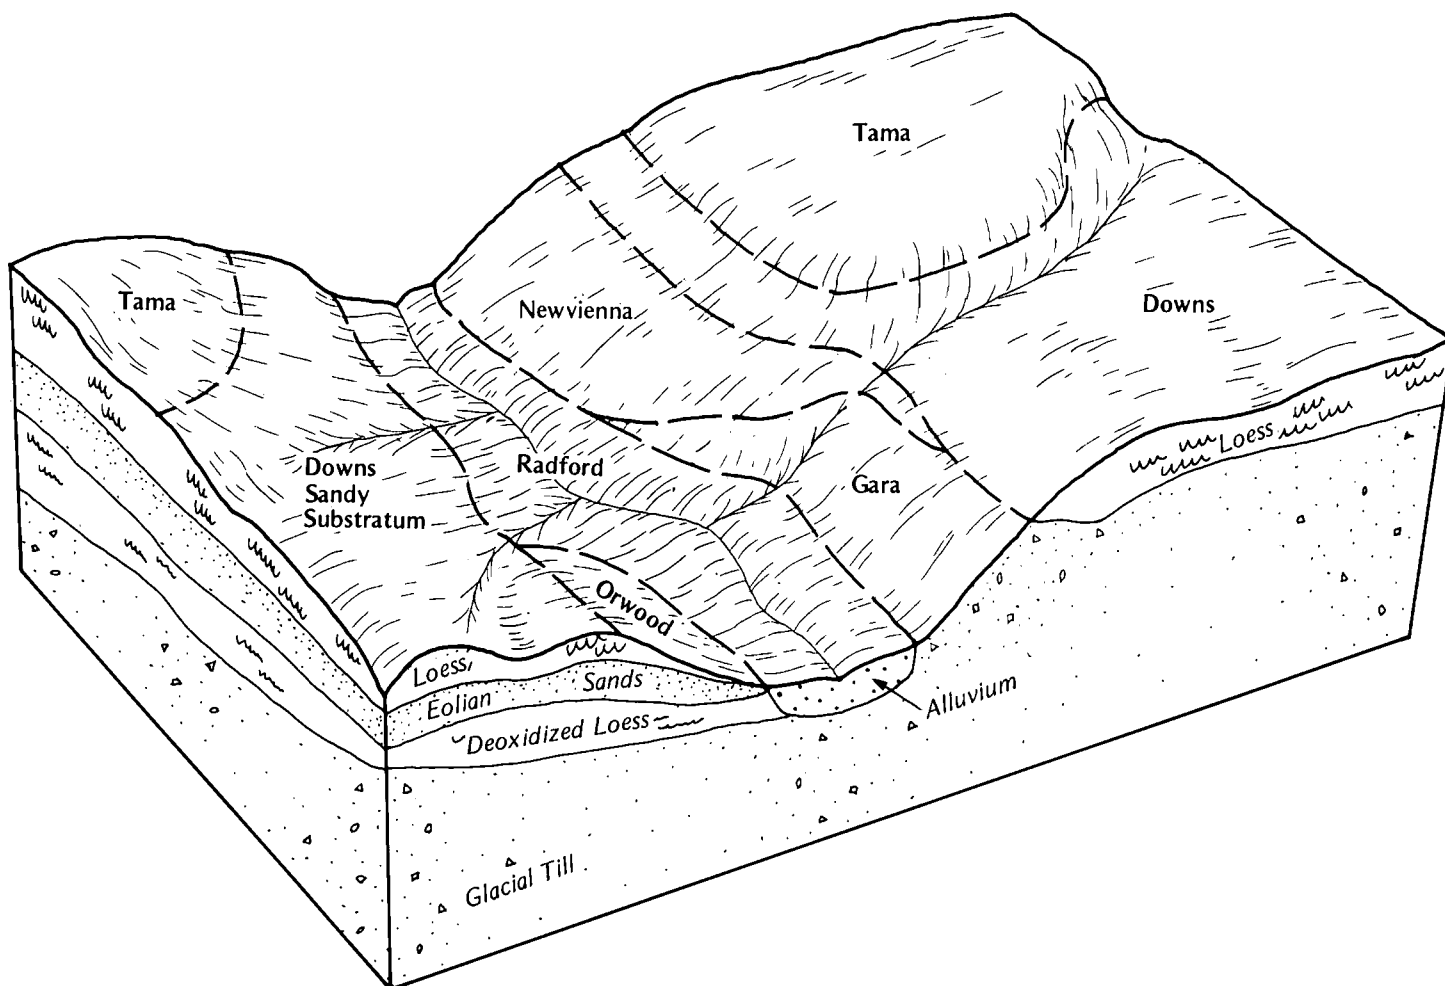 Tama
Tama
Newvienna
Downs
Downs
Sandy
Substratum
Radford
Gara
Loess
Orwood
Loess
Eolian Sands
Deoxidized Loess
Alluvium
Glacial Till